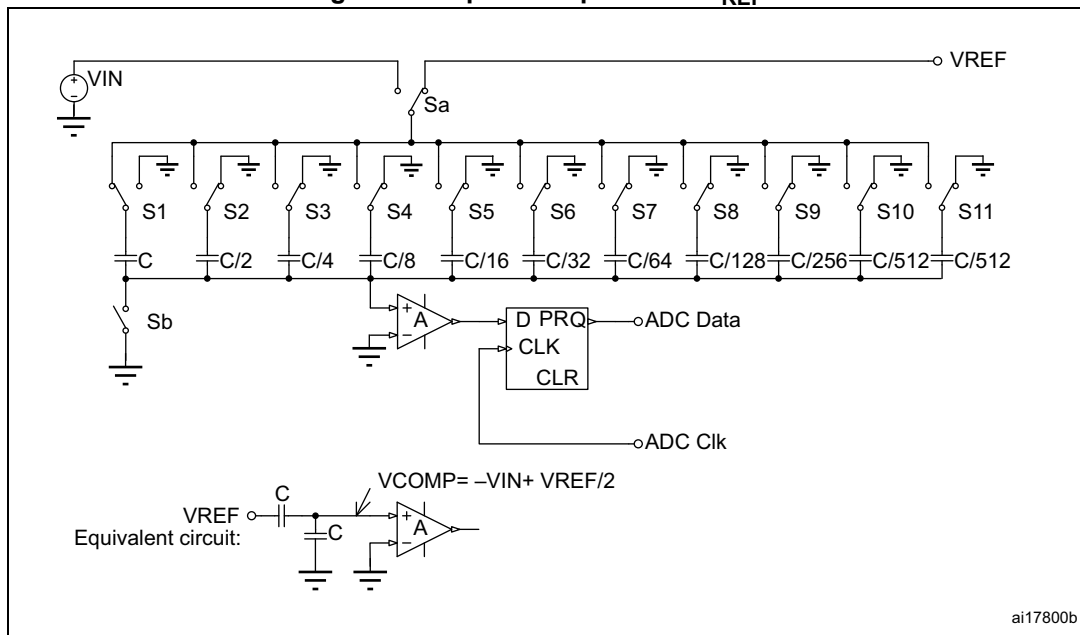 REF
VIN
VREF
Sa
S1 S2 S3 S4 S5 S6 S7 S8 S9 S10 S11
C C/2 C/4 C/8 C/16 C/32 C/64 C/128 C/256 C/512 C/512
Sb
+
A
−
D PRQ
CLK
CLR
ADC Data
ADC Clk
VCOMP= –VIN+ VREF/2
C
VREF
Equivalent circuit:
C
+
A
−
ai17800b